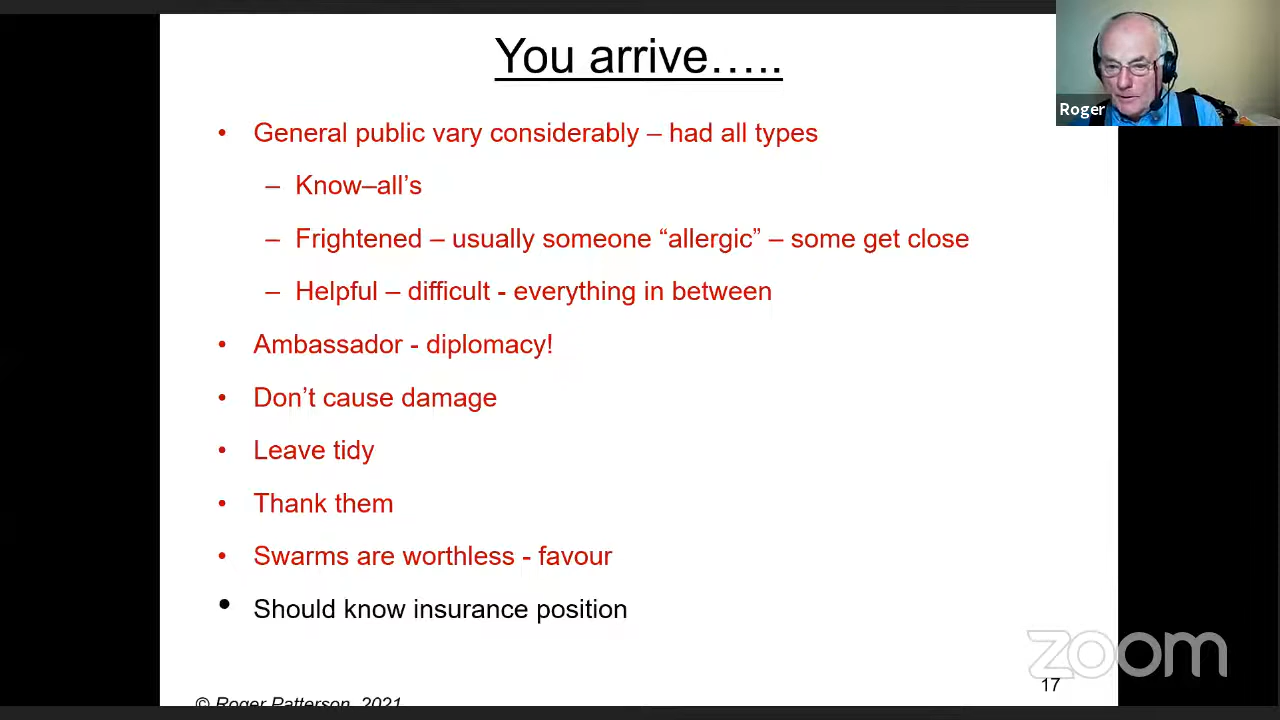 You arrive…..
Roger
• General public vary considerably – had all types
– Know–all’s
– Frightened – usually someone “allergic” – some get close
– Helpful – difficult - everything in between
• Ambassador - diplomacy!
• Don’t cause damage
• Leave tidy
• Thank them
• Swarms are worthless - favour
• Should know insurance position
zoom
17
© Roger Patterson, 2021